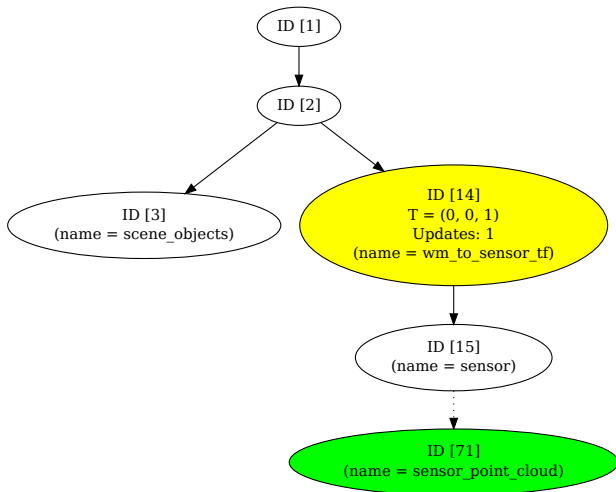 ID [1]
ID [2]
ID [3]
(name = scene_objects)
ID [14]
T = (0, 0, 1)
Updates: 1
(name = wm_to_sensor_tf)
ID [15]
(name = sensor)
ID [71]
(name = sensor_point_cloud)